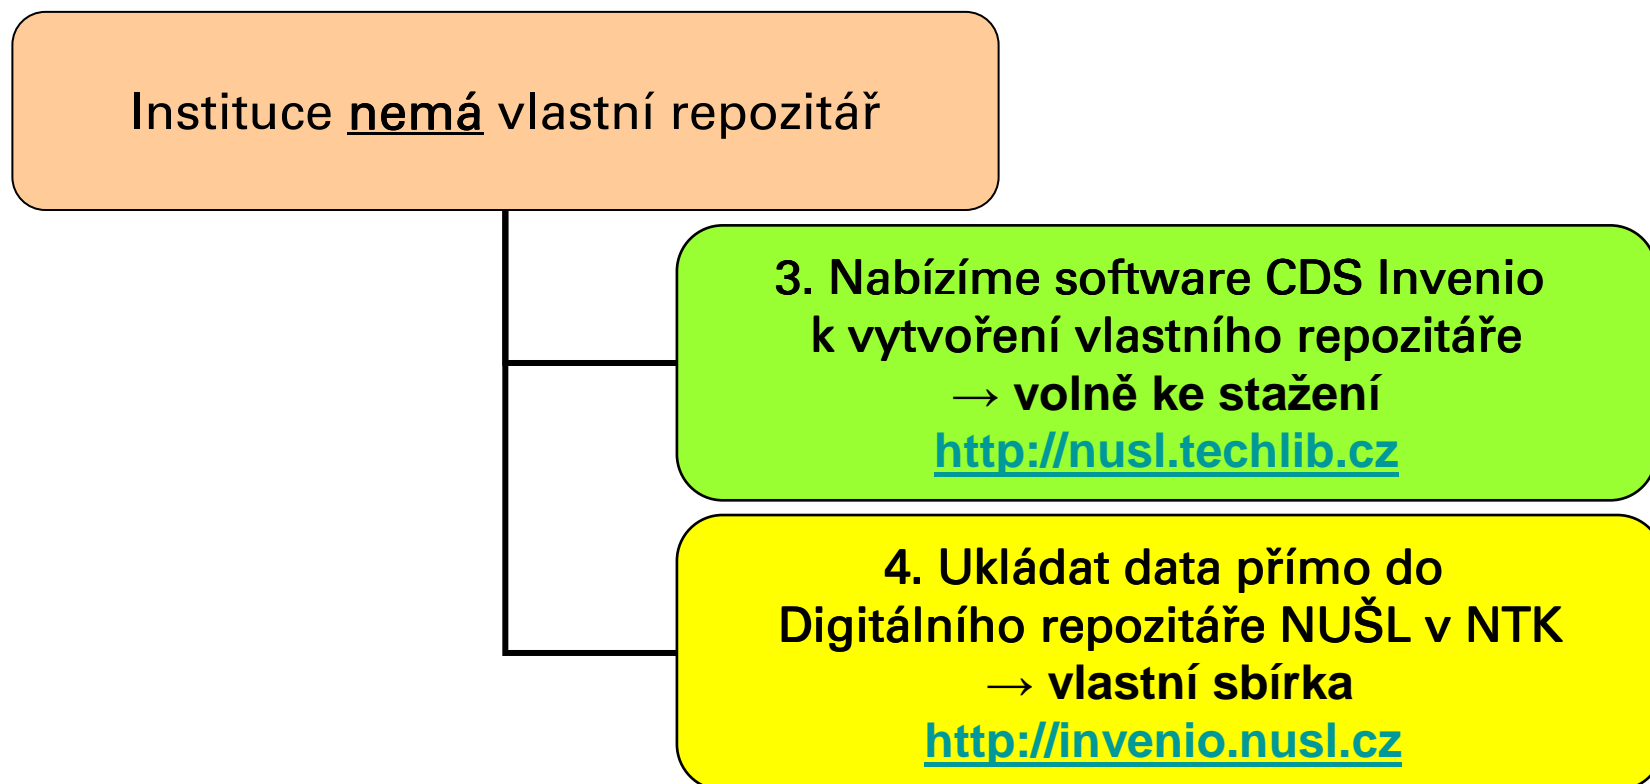 Instituce nemá vlastní repozitář
3. Nabízíme software CDS Invenio
k vytvoření vlastního repozitáře
→ volně ke stažení
http://nusl.techlib.cz
4. Ukládat data přímo do
Digitálního repozitáře NUŠL v NTK
→ vlastní sbírka
http://invenio.nusl.cz